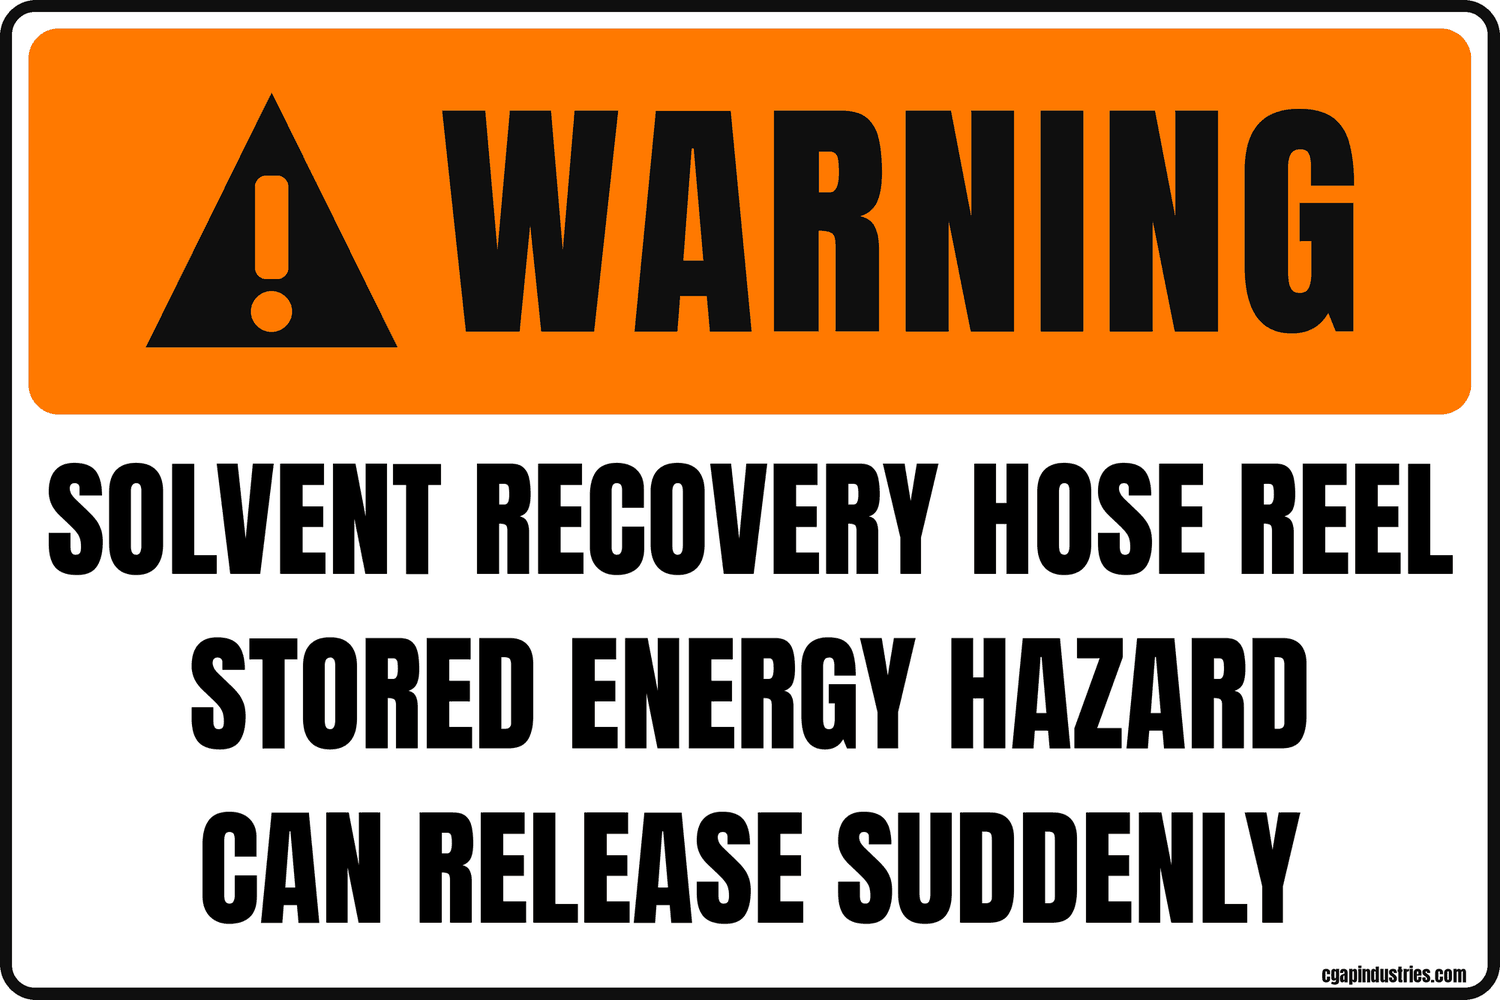 WARNING
SOLVENT RECOVERY HOSE REEL
STORED ENERGY HAZARD
CAN RELEASE SUDDENLY
cgapindustries.com